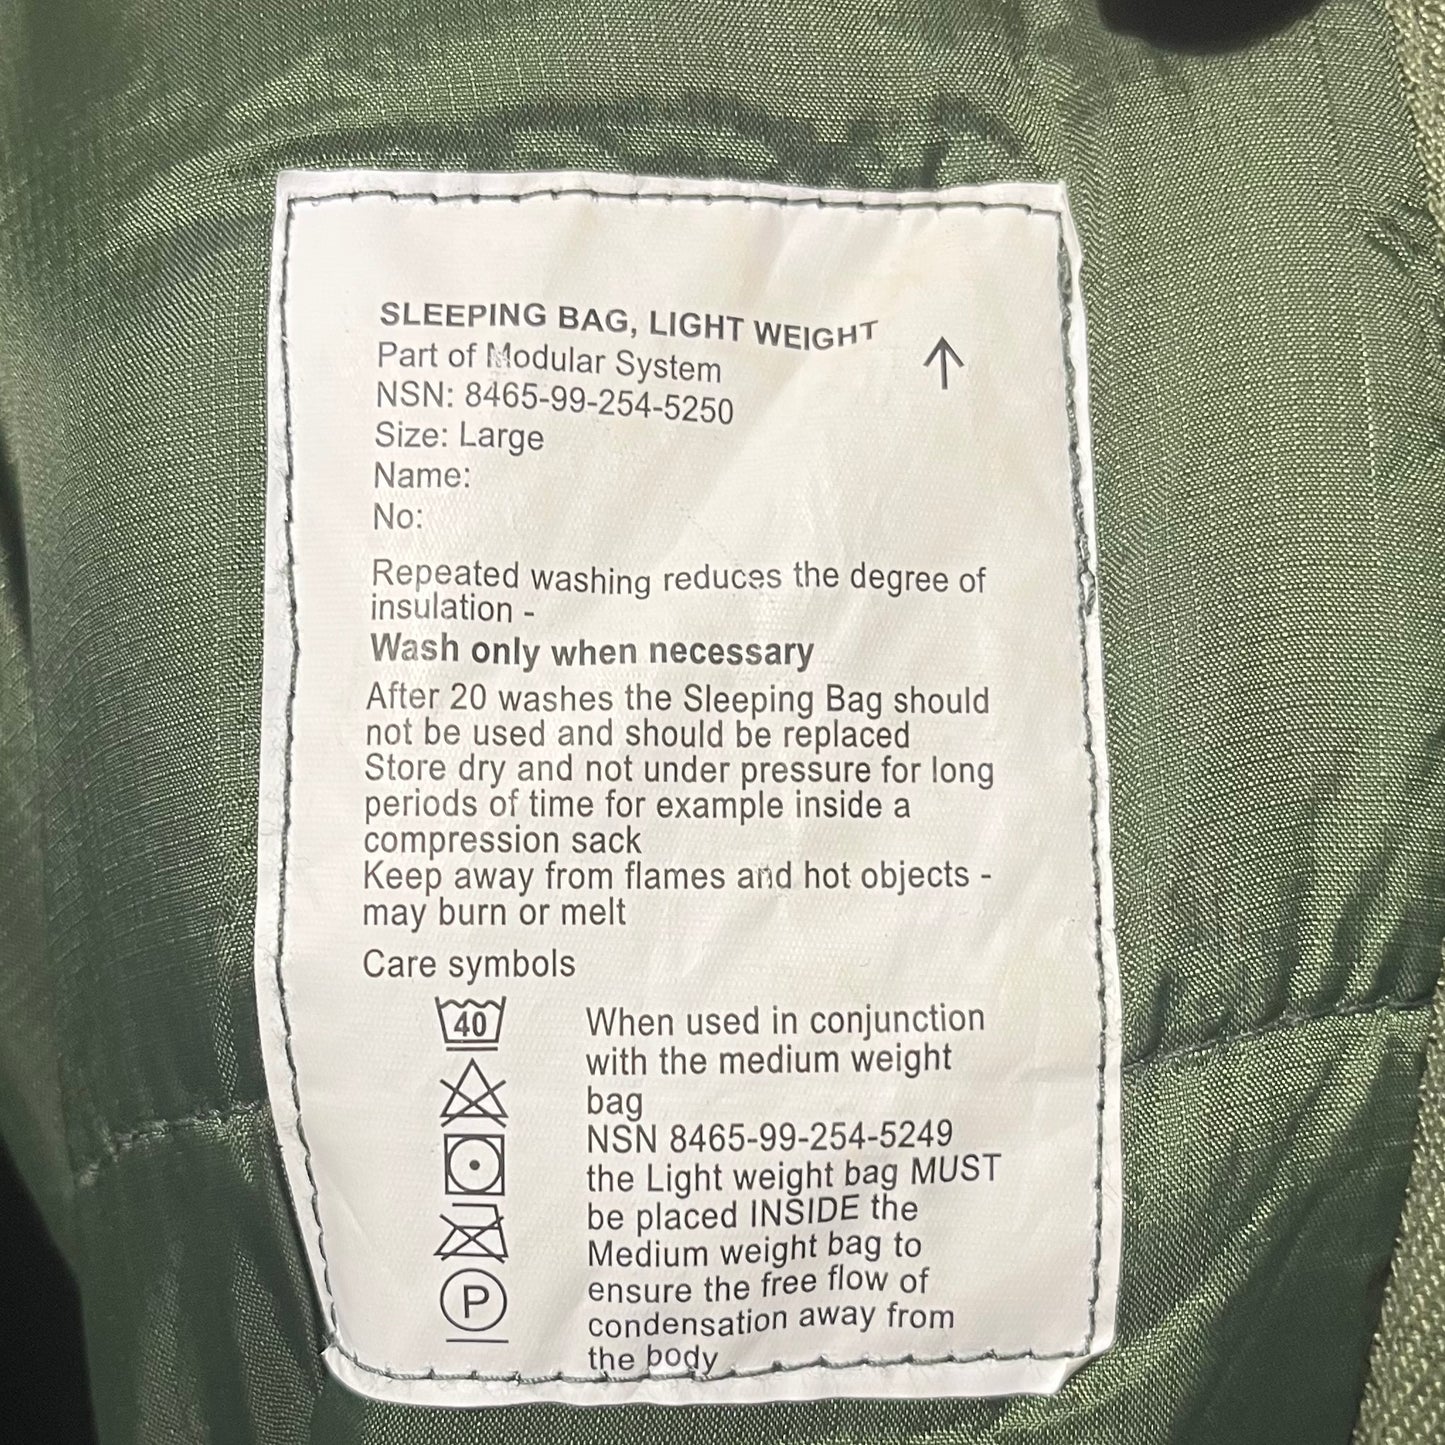 SLEEPING BAG, LIGHT WEIGHT
Part of Modular System
NSN: 8465-99-254-5250
Size: Large
Name:
No:
Repeated washing reduces the degree of
insulation -
Wash only when necessary
After 20 washes the Sleeping Bag should
not be used and should be replaced
Store dry and not under pressure for long
periods of time for example inside a
compression sack
Keep away from flames and hot objects -
may burn or melt
Care symbols
40
P
When used in conjunction
with the medium weight
bag
NSN 8465-99-254-5249
the Light weight bag MUST
be placed INSIDE the
Medium weight bag to
ensure the free flow of
condensation away from
the body